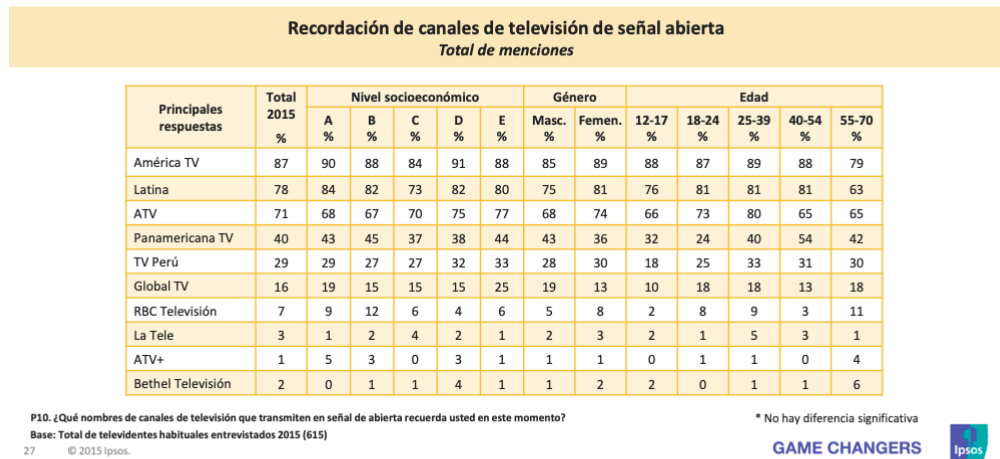 Recordación de canales de televisión de señal abierta
Total de menciones
Principales respuestas Total 2015 % Nivel socioeconómico Género Edad
A % B % C % D % E % Masc. % Femen. % 12-17 % 18-24 % 25-39 % 40-54 % 55-70 %
América TV 87 90 88 84 91 88 85 89 88 87 89 88 79
Latina 78 84 82 73 82 80 75 81 76 81 81 81 63
ATV 71 68 67 70 75 77 68 74 66 73 80 65 65
Panamericana TV 40 43 45 37 38 44 43 36 32 24 40 54 42
TV Perú 29 29 27 27 32 33 28 30 18 25 33 31 30
Global TV 16 19 15 15 15 25 19 13 10 18 18 13 18
RBC Televisión 7 9 12 6 4 6 5 8 2 8 9 3 11
La Tele 3 1 2 4 2 1 2 3 2 1 5 3 1
ATV+ 1 5 3 0 3 1 1 1 0 1 1 0 4
Bethel Televisión 2 0 1 1 4 1 1 2 2 0 1 1 6
P10. ¿Qué nombres de canales de televisión que transmiten en señal de abierta recuerda usted en este momento?
* No hay diferencia significativa
Base: Total de televidentes habituales entrevistados 2015 (615)
27 © 2015 Ipsos.
GAME CHANGERS
Ipsos